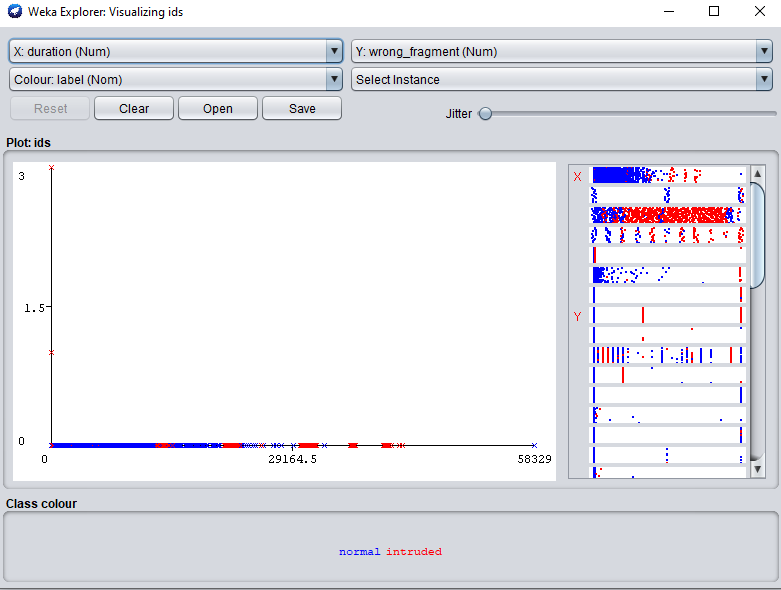 Weka Explorer: Visualizing ids
X: duration (Num) Y: wrong_fragment (Num)
Colour: label (Nom) Select Instance
Reset Clear Open Save Jitter
Plot: ids
3
1.5
0
0 29164.5 58329
X
Y
Class colour
normal intruded